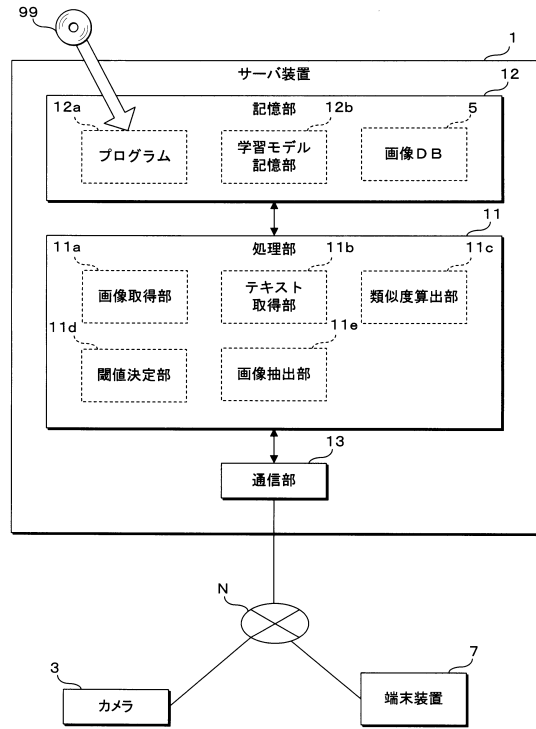 99
1
サーバ装置
12
記憶部
12a
プログラム
12b
学習モデル
記憶部
5
画像DB
11
処理部
11a
画像取得部
11b
テキスト
取得部
11c
類似度算出部
11d
閾値決定部
11e
画像抽出部
13
通信部
N
3
カメラ
7
端末装置